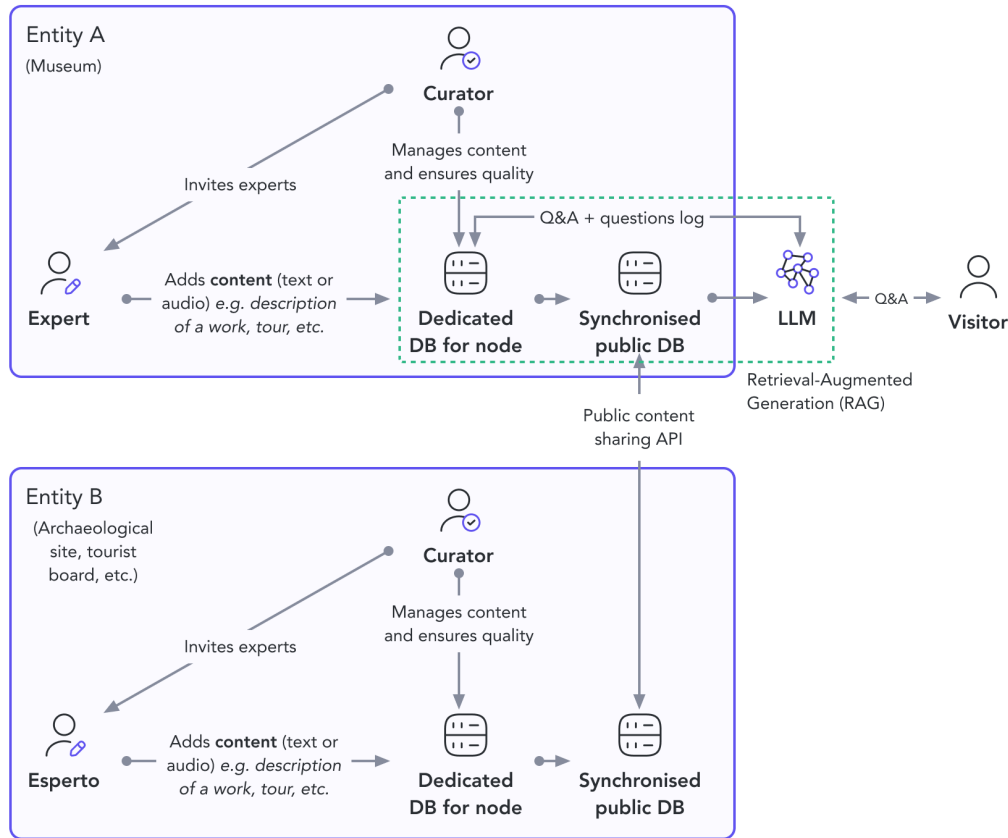 Entity A
(Museum)
Curator
Manages content
and ensures quality
Invites experts
Q&A + questions log
Expert
Adds content (text or
audio) e.g. description
of a work, tour, etc.
Dedicated
DB for node
Synchronised
public DB
LLM
Q&A
Visitor
Retrieval-Augmented
Generation (RAG)
Public content
sharing API
Entity B
(Archaeological
site, tourist
board, etc.)
Curator
Manages content
and ensures quality
Invites experts
Esperto
Adds content (text or
audio) e.g. description
of a work, tour, etc.
Dedicated
DB for node
Synchronised
public DB